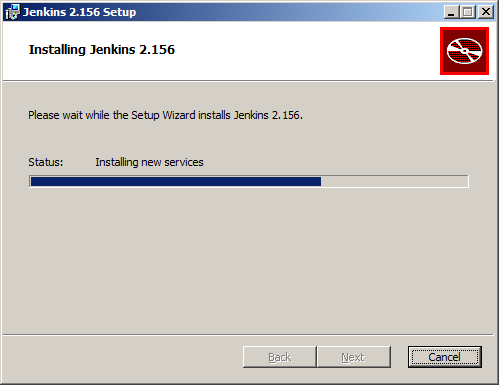 Jenkins 2.156 Setup
Installing Jenkins 2.156
Please wait while the Setup Wizard installs Jenkins 2.156.
Status: Installing new services
Back Next Cancel